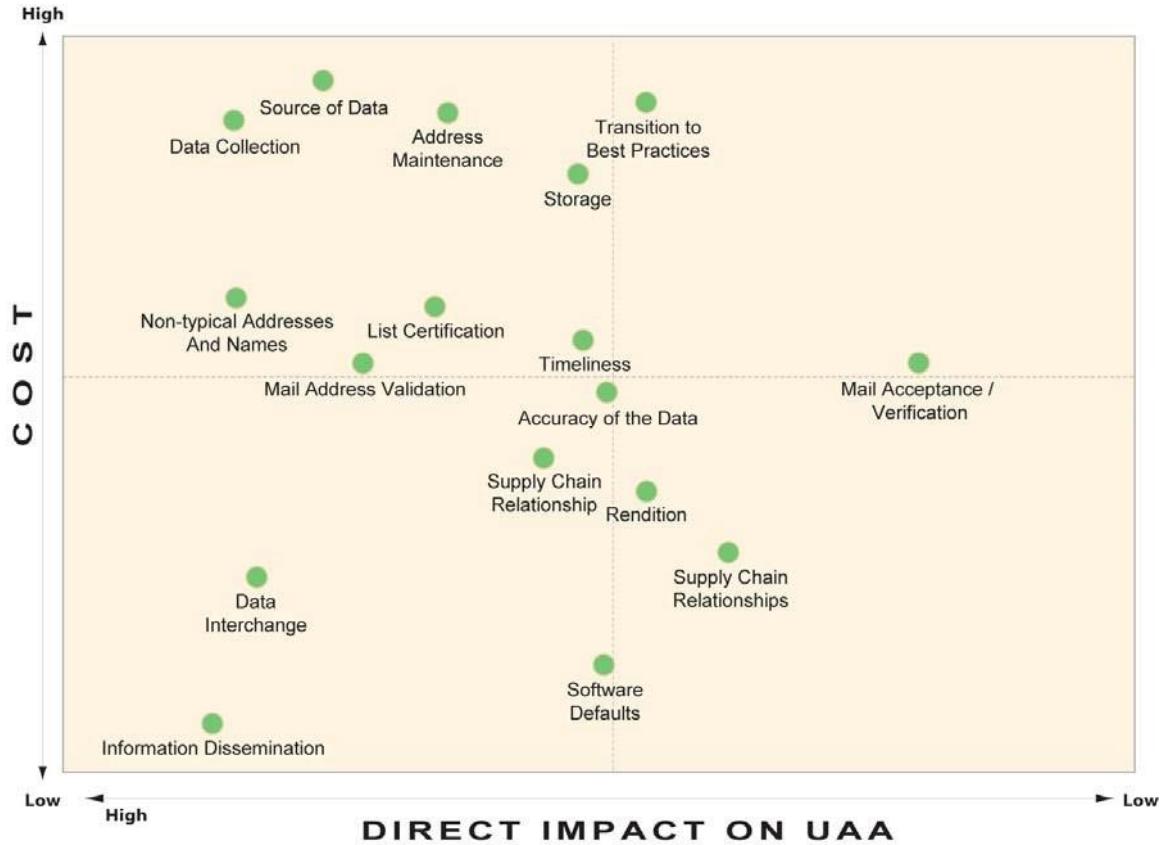 High
Source of Data
Data Collection
Address
Maintenance
Transition to
Best Practices
Storage
Non-typical Addresses
And Names
List Certification
Mail Address Validation
Timeliness
Mail Acceptance /
Verification
Accuracy of the Data
Supply Chain
Relationship
Rendition
Supply Chain
Relationships
Data
Interchange
Software
Defaults
Information Dissemination
COST
Low
High
Low
DIRECT IMPACT ON UAA